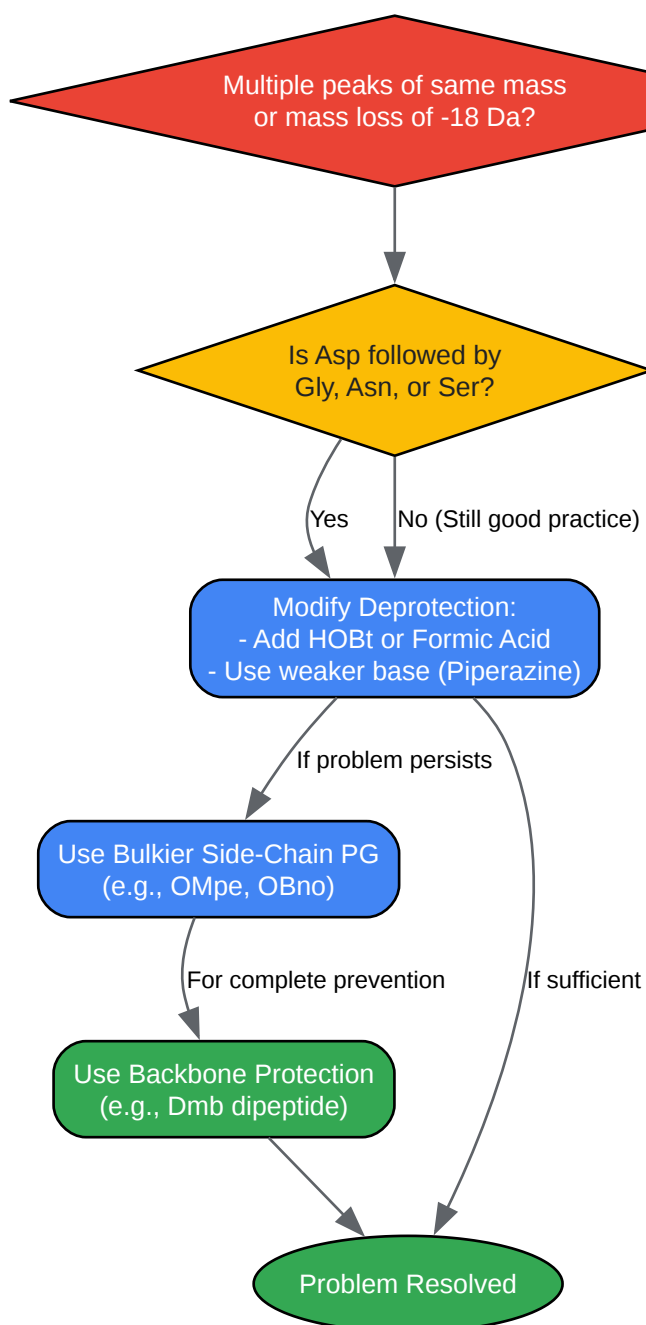 Multiple peaks of same mass
or mass loss of -18 Da?
Is Asp followed by
Gly, Asn, or Ser?
Yes
No (Still good practice)
Modify Deprotection:
- Add HOBt or Formic Acid
- Use weaker base (Piperazine)
If problem persists
Use Bulkier Side-Chain PG
(e.g., OMpe, OBno)
For complete prevention
If sufficient
Use Backbone Protection
(e.g., Dmb dipeptide)
Problem Resolved